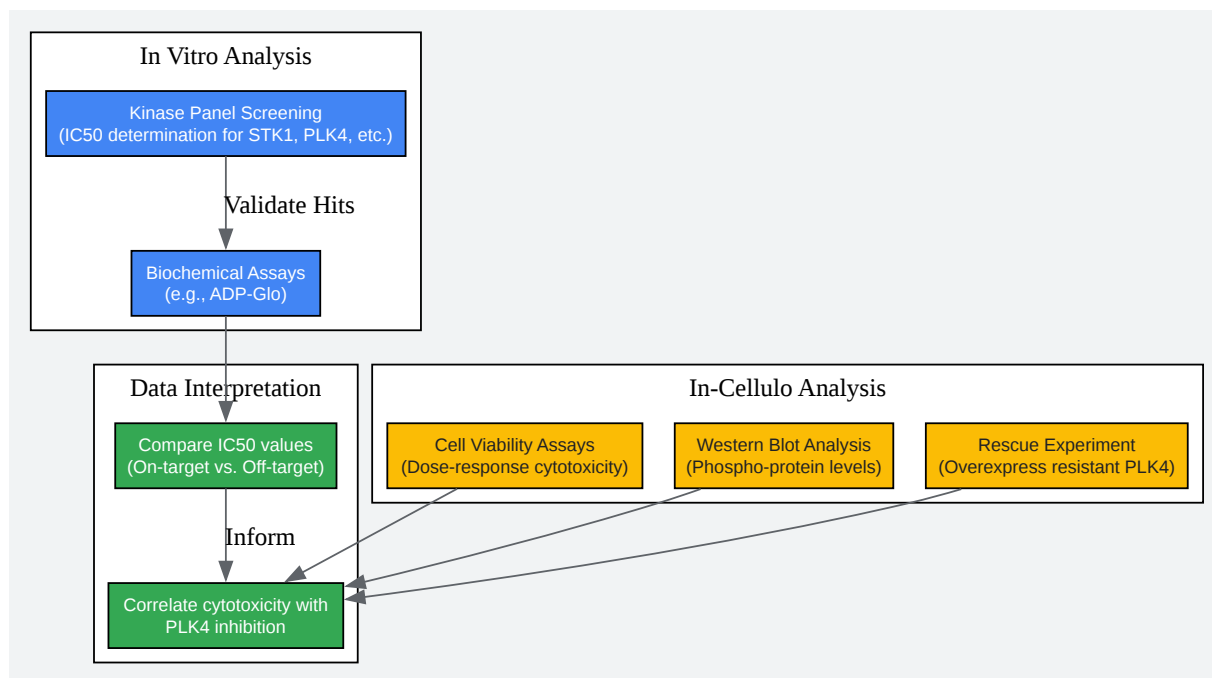 In Vitro Analysis
Kinase Panel Screening
(IC50 determination for STK1, PLK4, etc.)
Validate Hits
Biochemical Assays
(e.g., ADP-Glo)
Data Interpretation
Compare IC50 values
(On-target vs. Off-target)
Inform
Correlate cytotoxicity with
PLK4 inhibition
In-Cellulo Analysis
Cell Viability Assays
(Dose-response cytotoxicity)
Western Blot Analysis
(Phospho-protein levels)
Rescue Experiment
(Overexpress resistant PLK4)